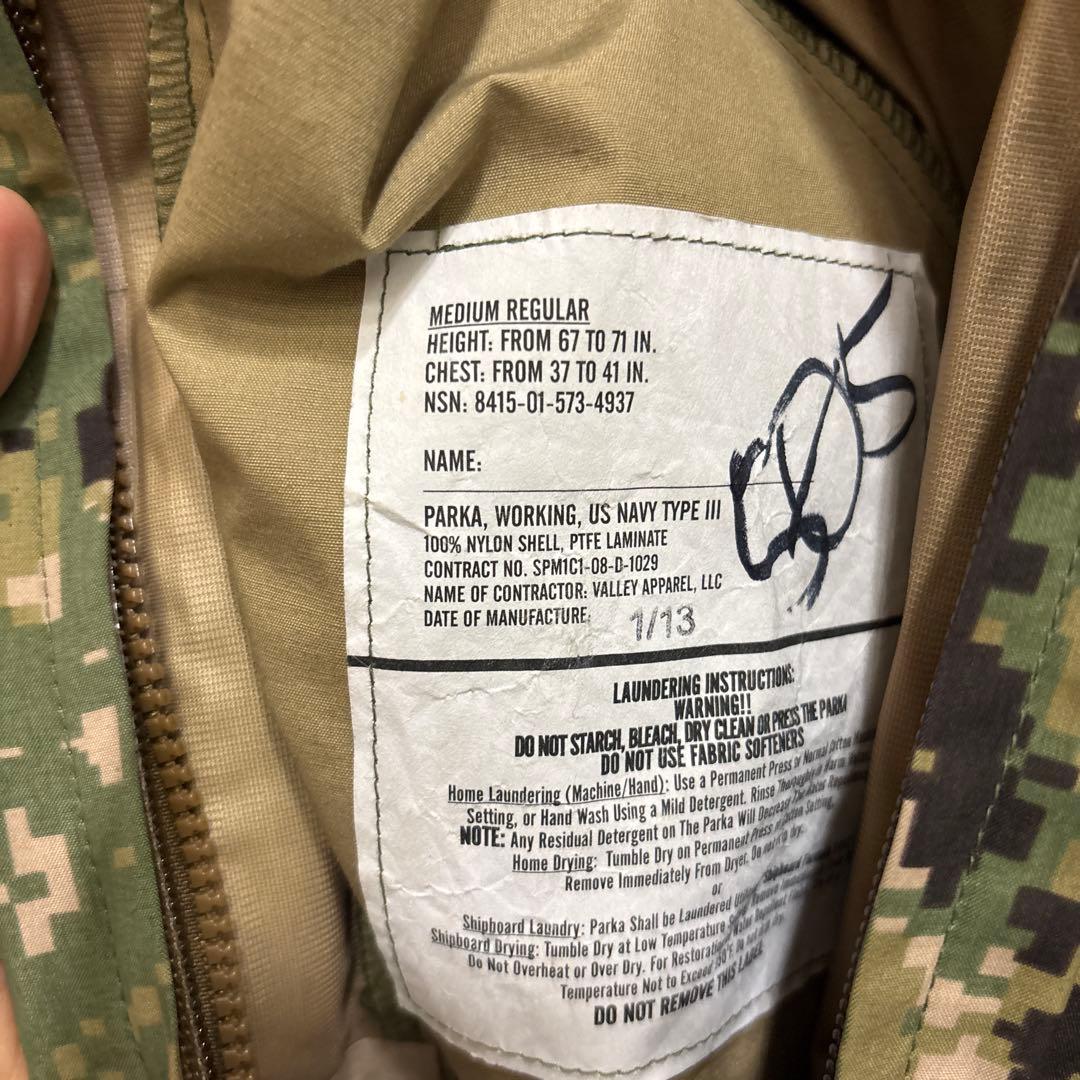 MEDIUM REGULAR
HEIGHT: FROM 67 TO 71 IN.
CHEST: FROM 37 TO 41 IN.
NSN: 8415-01-573-4937
NAME:
PARKA, WORKING, US NAVY TYPE III
100% NYLON SHELL, PTFE LAMINATE
CONTRACT NO. SPM1C1-08-D-1029
NAME OF CONTRACTOR: VALLEY APPAREL, LLC
DATE OF MANUFACTURE: 1/13
LAUNDERING INSTRUCTIONS:
WARNING!!
DO NOT STARCH, BLEACH, DRY CLEAN OR PRESS THE PARKA
DO NOT USE FABRIC SOFTENERS
Home Laundering (Machine/Hand): Use a Permanent Press or Normal Cotton
Setting, or Hand Wash Using a Mild Detergent. Rinse Thoroughly
NOTE: Any Residual Detergent on The Parka Will Decrease The Water
Home Drying: Tumble Dry on Permanent Press
Remove Immediately From Dryer. Do
or
Shipboard Laundry: Parka Shall be Laundered
Shipboard Drying: Tumble Dry at Low Temperature
Do Not Overheat or Over Dry. For
Temperature Not to Exceed
DO NOT REMOVE THIS LABEL